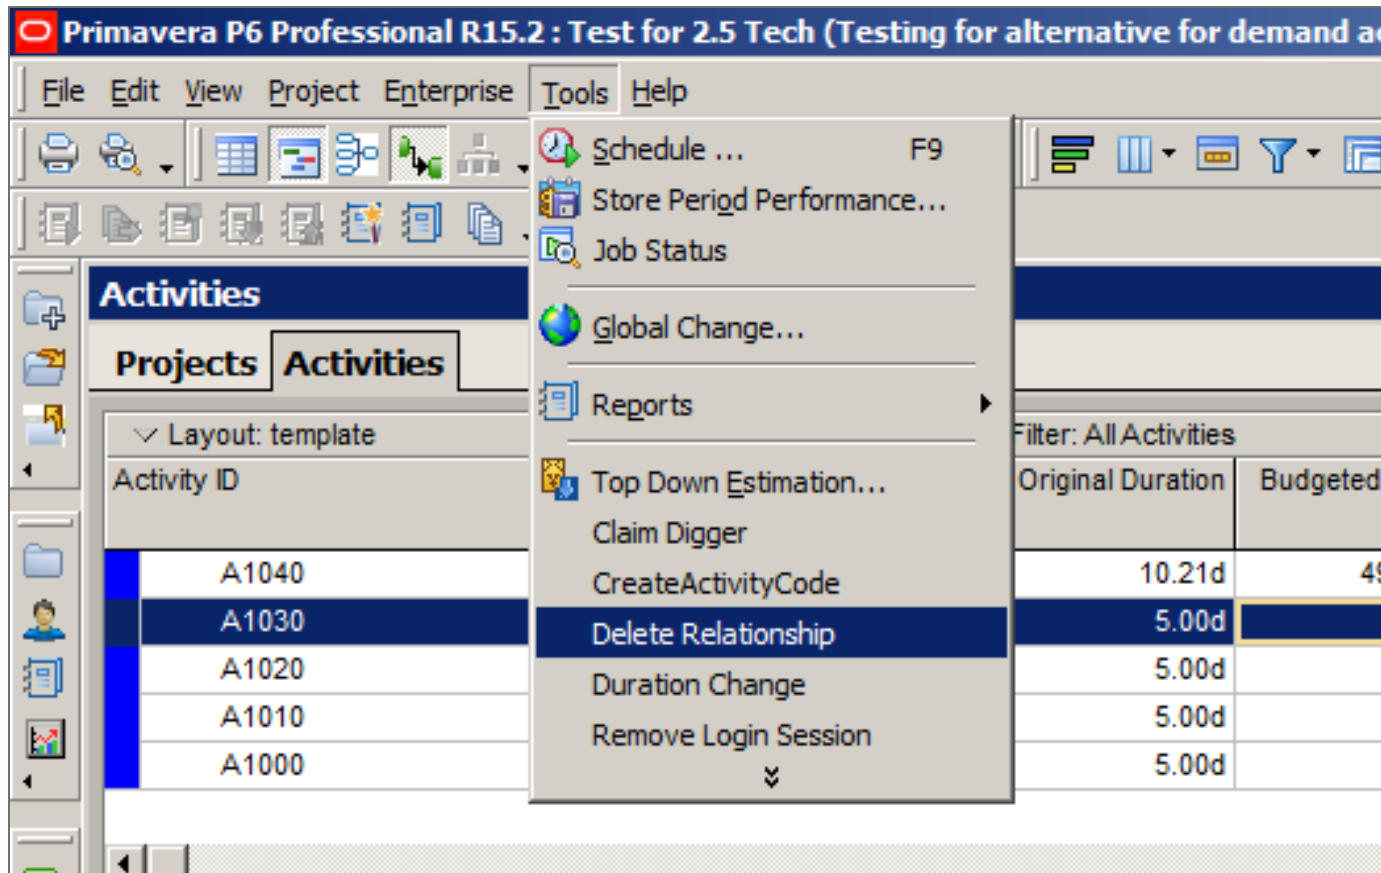 Primavera P6 Professional R15.2 : Test for 2.5 Tech (Testing for alternative for demand
File Edit View Project Enterprise Tools Help
Schedule ... F9
Store Period Performance...
Job Status
Activities
Global Change...
Projects Activities
Reports
Layout: template Filter: All Activities
Activity ID Original Duration Budgeted
Top Down Estimation...
Claim Digger
A1040 10.21d
CreateActivityCode
A1030 5.00d
Delete Relationship
A1020 5.00d
Duration Change
A1010 5.00d
Remove Login Session
A1000 5.00d